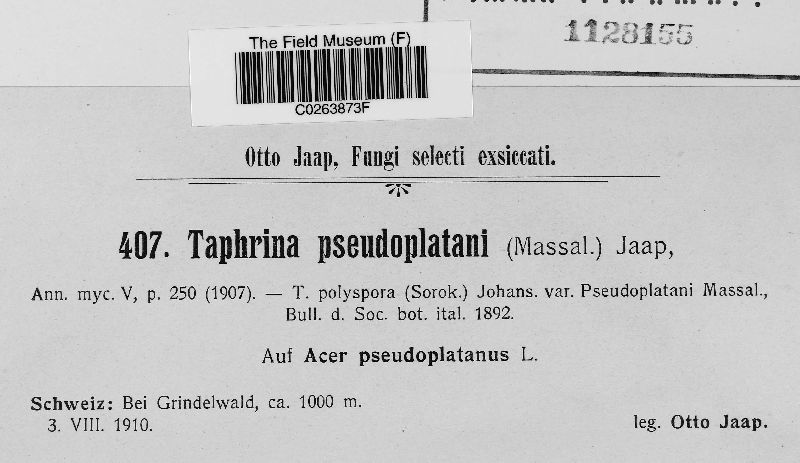 1128155
The Field Museum (F)
C0263873F
Otto Jaap, Fungi selecti exsiccati.
407. Taphrina pseudoplatani (Massal.) Jaap,
Ann. myc. V, p. 250 (1907). — T. polyspora (Sorok.) Johans. var. Pseudoplatani Massal.,
Bull. d. Soc. bot. ital. 1892.
Auf Acer pseudoplatanus L.
Schweiz: Bei Grindelwald, ca. 1000 m.
3. VIII. 1910.
leg. Otto Jaap.